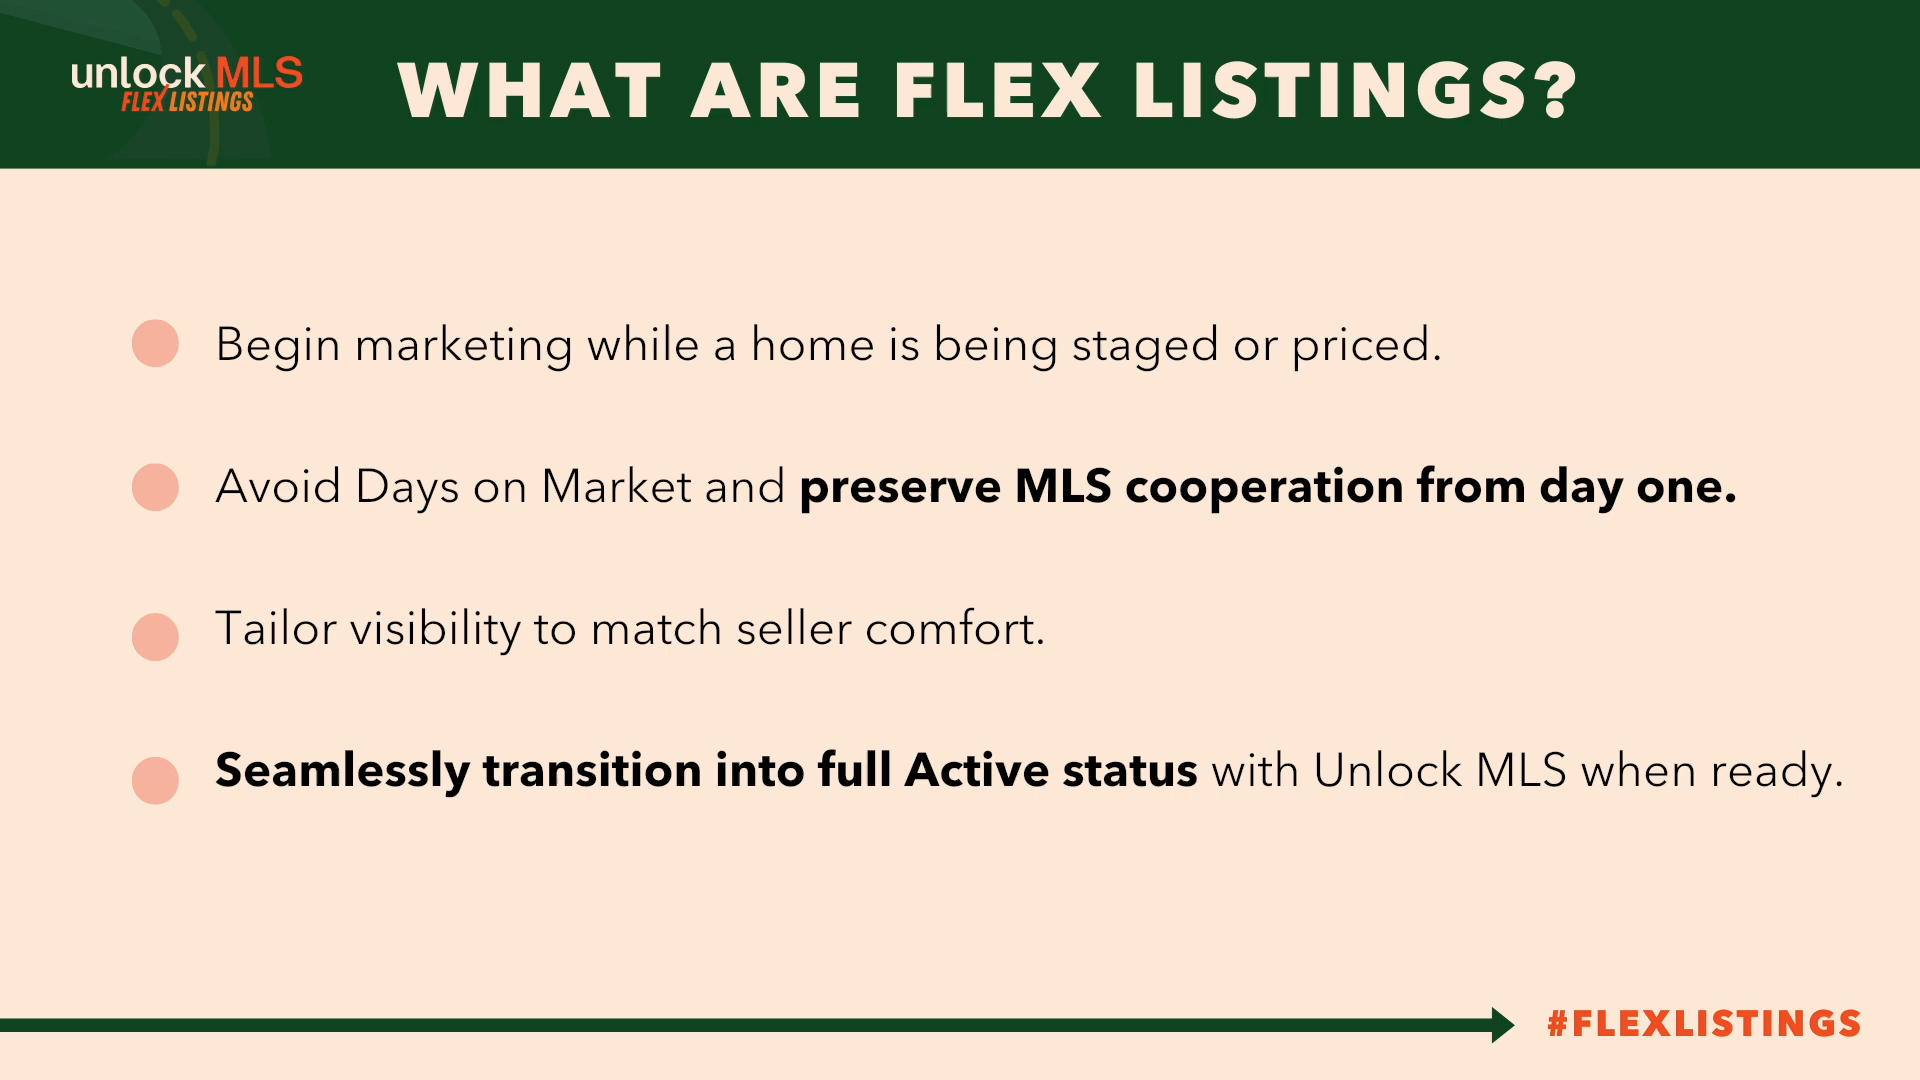 unlock MLS
FLEX LISTINGS
WHAT ARE FLEX LISTINGS?
Begin marketing while a home is being staged or priced.
Avoid Days on Market and preserve MLS cooperation from day one.
Tailor visibility to match seller comfort.
Seamlessly transition into full Active status with Unlock MLS when ready.
#FLEXLISTINGS